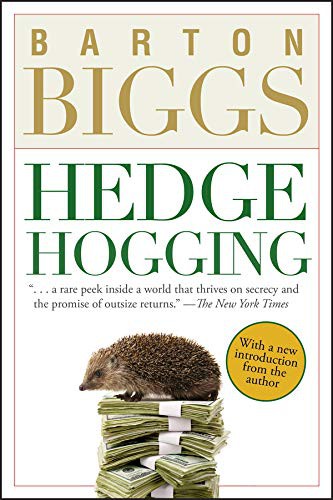 BARTON
BIGGS
HEDGE
HOGGING
“. . . a rare peek inside a world that thrives on secrecy and
the promise of outsize returns.” —The New York Times
With a new
introduction
from the
author